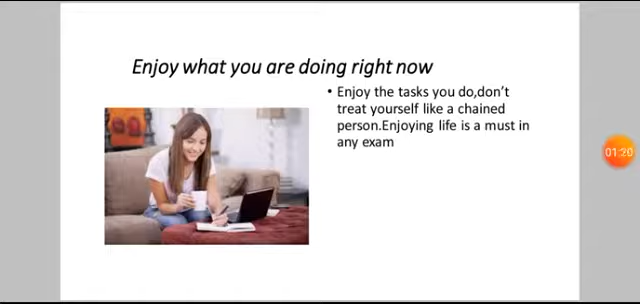 Enjoy what you are doing right now
• Enjoy the tasks you do,don't
treat yourself like a chained
person.Enjoying life is a must in
any exam
01:20